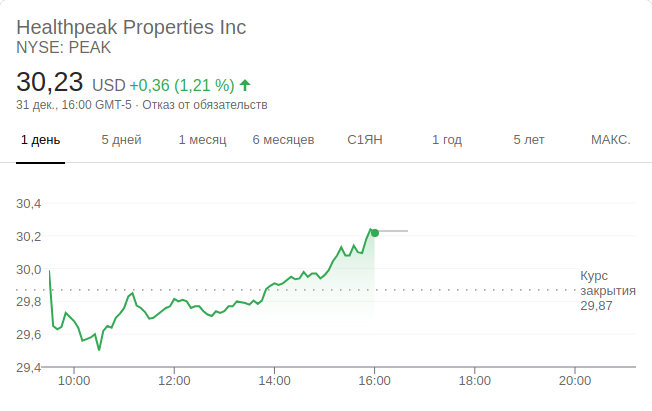 Healthpeak Properties Inc
NYSE: PEAK
30,23 USD +0,36 (1,21 %)
31 дек., 16:00 GMT-5 · Отказ от обязательств
1 день 5 дней 1 месяц 6 месяцев С1ЯН 1 год 5 лет МАКС.
30,4
30,2
30,0
29,8
29,6
29,4
Курс
закрытия
29,87
10:00 12:00 14:00 16:00 18:00 20:00